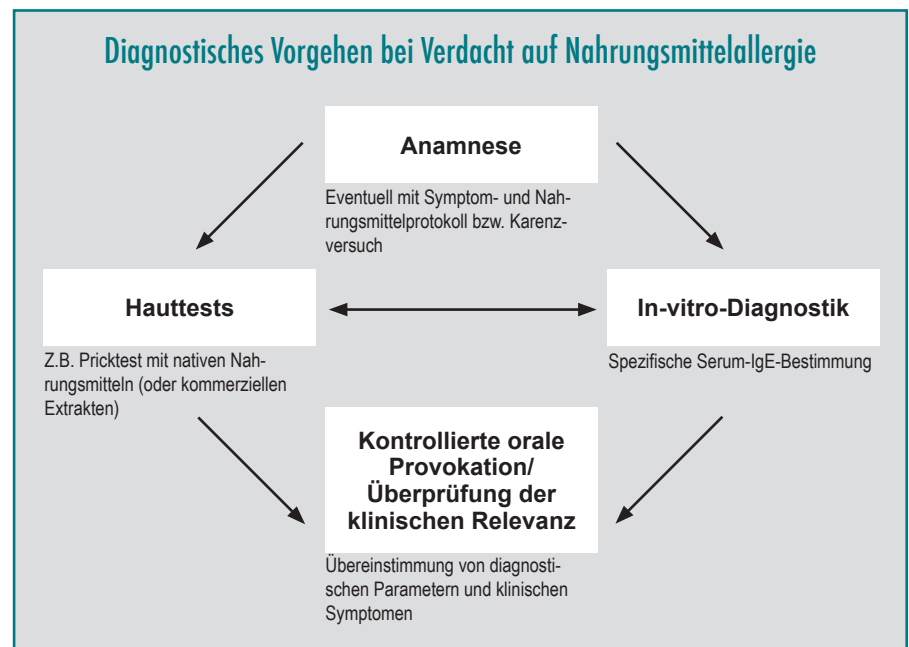 Diagnostisches Vorgehen bei Verdacht auf Nahrungsmittelallergie
Anamnese
Eventuell mit Symptom- und Nah-
rungsmittelprotokoll bzw. Karenz-
versuch
Hauttests
Z.B. Pricktest mit nativen Nah-
rungsmitteln (oder kommerziellen
Extrakten)
In-vitro-Diagnostik
Spezifische Serum-IgE-Bestimmung
Kontrollierte orale
Provokation/
Überprüfung der
klinischen Relevanz
Übereinstimmung von diagnosti-
schen Parametern und klinischen
Symptomen